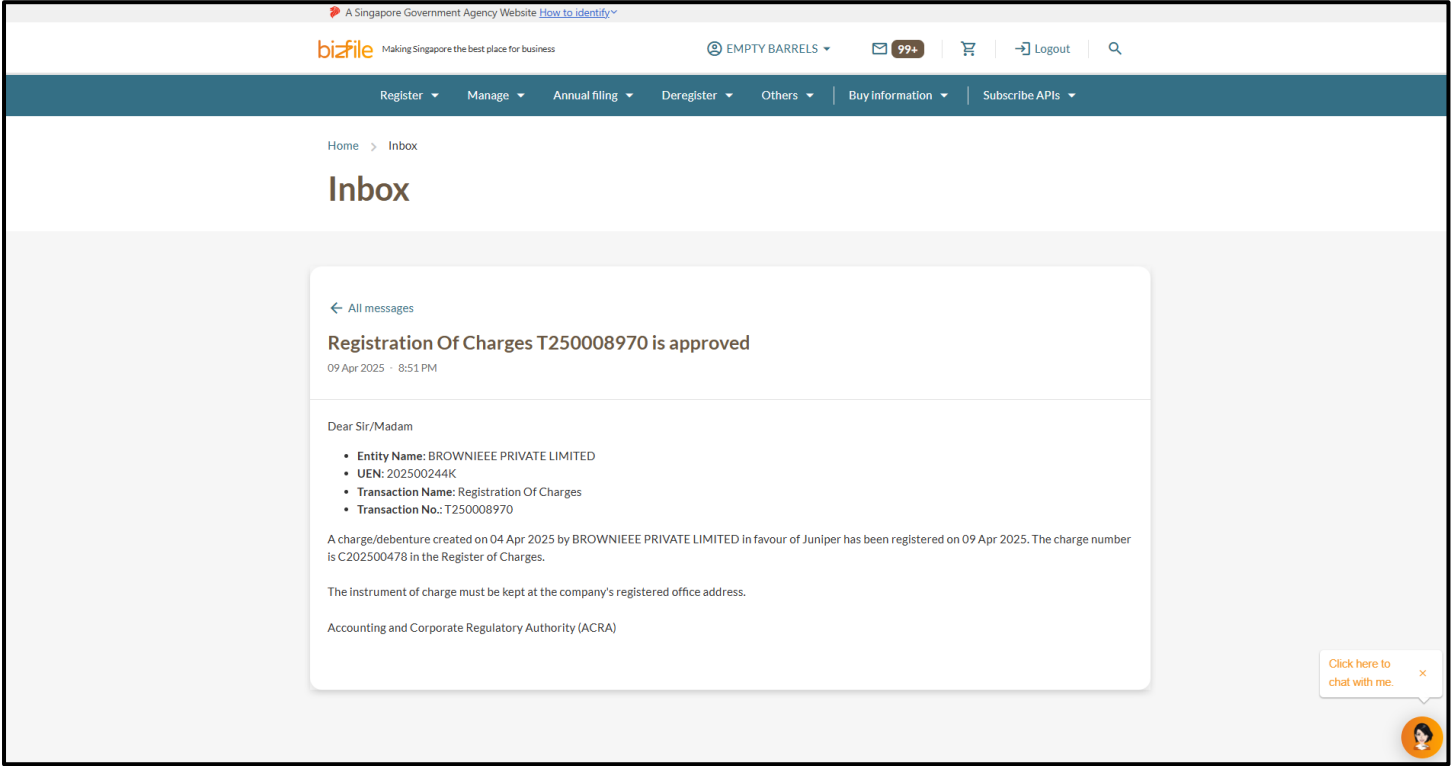 A Singapore Government Agency Website How to identify
bizfile Making Singapore the best place for business
EMPTY BARRELS
99+
Logout
Register
Manage
Annual filing
Deregister
Others
Buy information
Subscribe APIs
Home > Inbox
Inbox
← All messages
Registration Of Charges T250008970 is approved
09 Apr 2025 · 8:51 PM
Dear Sir/Madam
• Entity Name: BROWNIEEE PRIVATE LIMITED
• UEN: 202500244K
• Transaction Name: Registration Of Charges
• Transaction No.: T250008970
A charge/debenture created on 04 Apr 2025 by BROWNIEEE PRIVATE LIMITED in favour of Juniper has been registered on 09 Apr 2025. The charge number
is C202500478 in the Register of Charges.
The instrument of charge must be kept at the company's registered office address.
Accounting and Corporate Regulatory Authority (ACRA)
Click here to
chat with me.
×